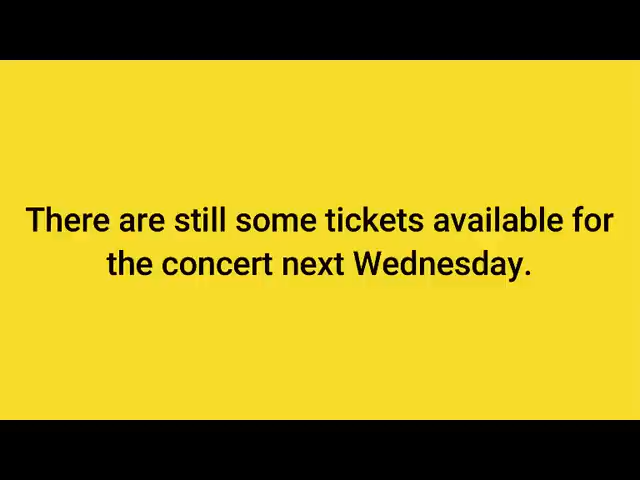 There are still some tickets available for
the concert next Wednesday.